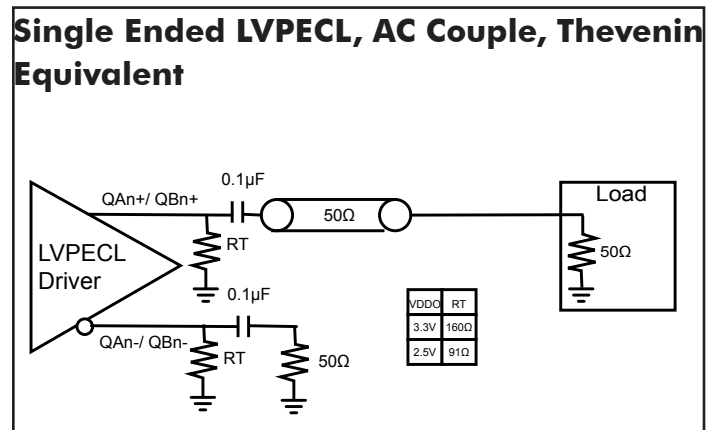 Single Ended LVPECL, AC Couple, Thevenin
Equivalent
0.1µF
QAn+/ QBn+
50Ω
Load
LVPECL
Driver
RT
50Ω
0.1µF
VDDO RT
3.3V 160Ω
2.5V 91Ω
QAn-/ QBn-
RT
50Ω